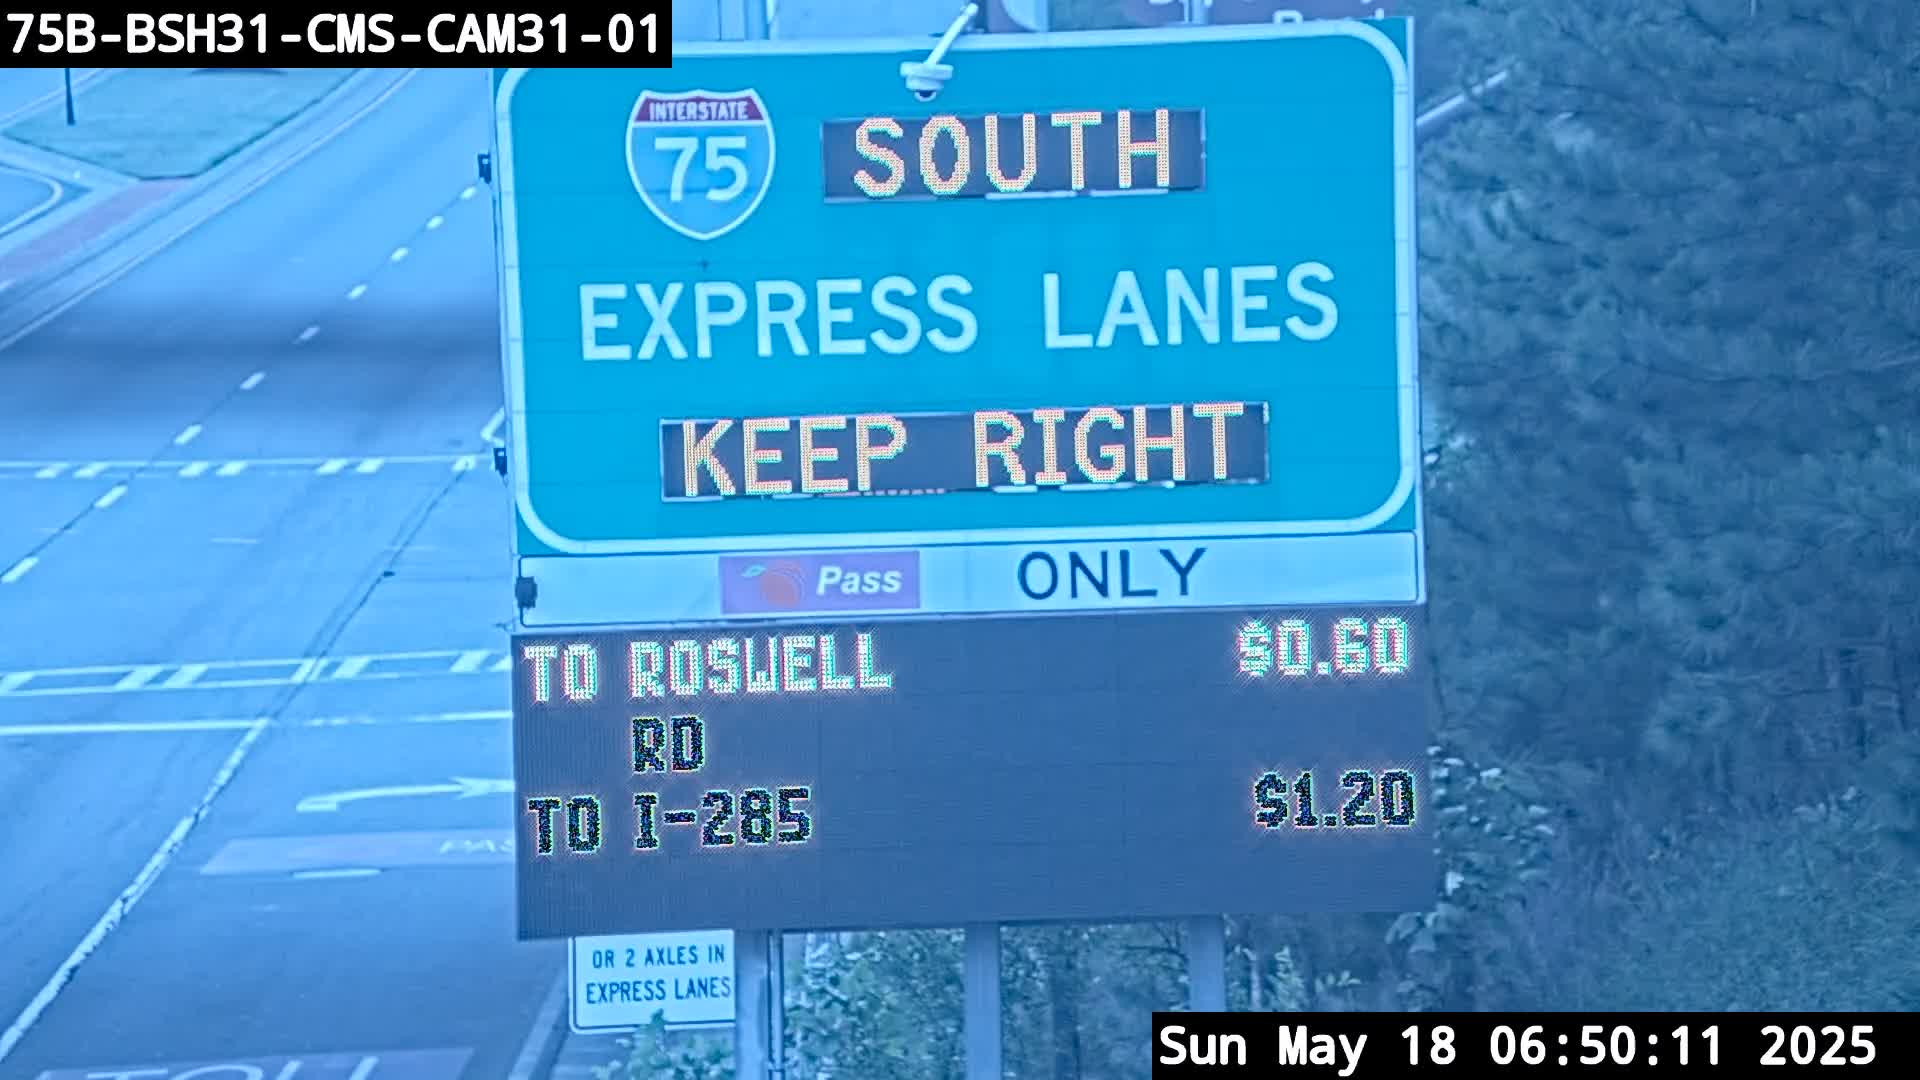 75B-BSH31-CMS-CAM31-01
INTERSTATE
75
SOUTH
EXPRESS LANES
KEEP RIGHT
Pass
ONLY
TO ROSWELL $0.60
RD
TO I-285 $1.20
OR 2 AXLES IN
EXPRESS LANES
TOLL
Sun May 18 06:50:11 2025